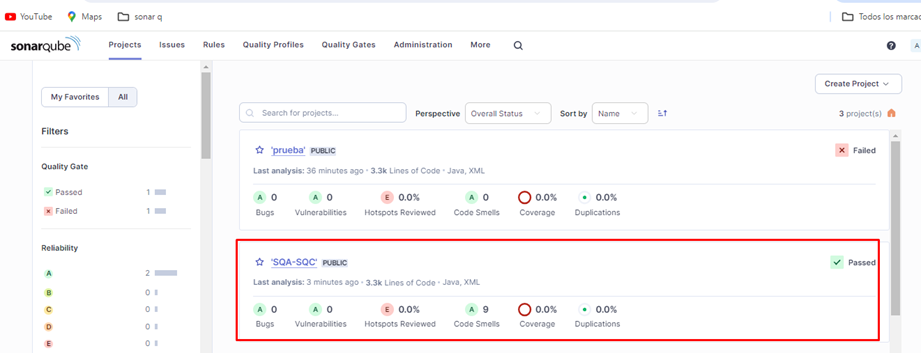 YouTube Maps sonar q Todos los marcad
sonarqube Projects Issues Rules Quality Profiles Quality Gates Administration More A
My Favorites All
Filters
Quality Gate
Passed 1
Failed 1
Reliability
A 2
B 0
C 0
D 0
E 0
Create Project
Search for projects... Perspective Overall Status Sort by Name 3 project(s)
'prueba' PUBLIC Failed
Last analysis: 36 minutes ago · 3.3k Lines of Code · Java, XML
A 0 A 0 E 0.0% A 0 0.0% 0.0%
Bugs Vulnerabilities Hotspots Reviewed Code Smells Coverage Duplications
'SQA-SQC' PUBLIC Passed
Last analysis: 3 minutes ago · 3.3k Lines of Code · Java, XML
A 0 A 0 E 0.0% A 9 0.0% 0.0%
Bugs Vulnerabilities Hotspots Reviewed Code Smells Coverage Duplications